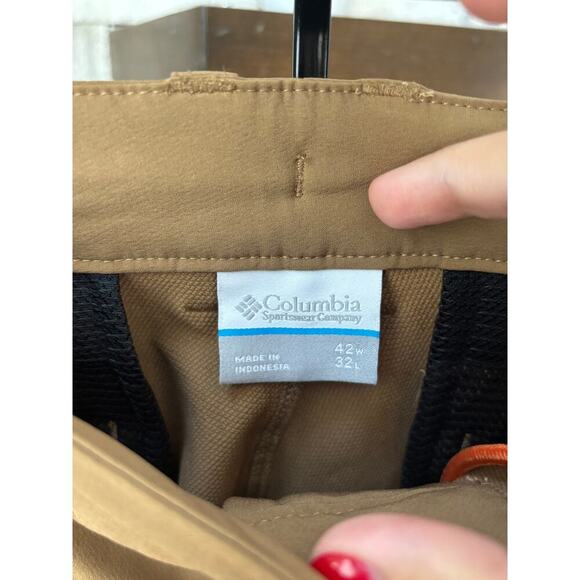 Columbia
Sportswear Company
MADE IN
INDONESIA
42W
32L